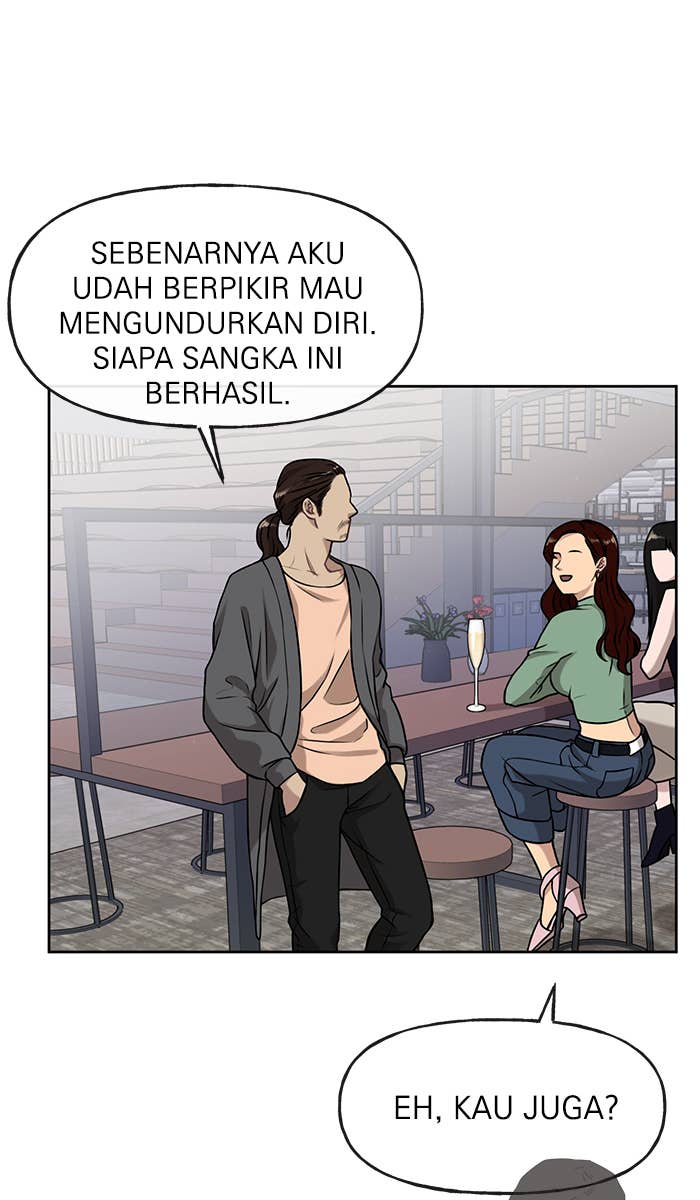 SEBENARNYA AKU
UDAH BERPIKIR MAU
MENGUNDURKAN DIRI.
SIAPA SANGKA INI
BERHASIL.
EH, KAU JUGA?